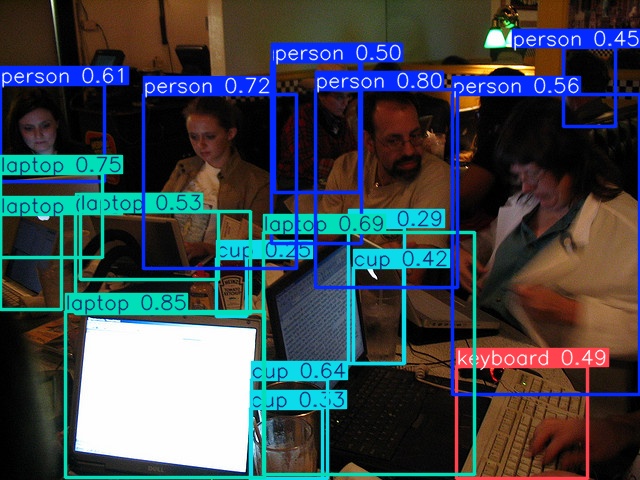 person 0.45
person 0.50
person 0.61
person 0.72
person 0.80
person 0.56
laptop 0.75
laptop
laptop 0.53
laptop 0.69
0.29
cup 0.25
cup 0.42
HEINZ
KETCHUP
laptop 0.85
keyboard 0.49
cup 0.64
cup 0.33
DELL